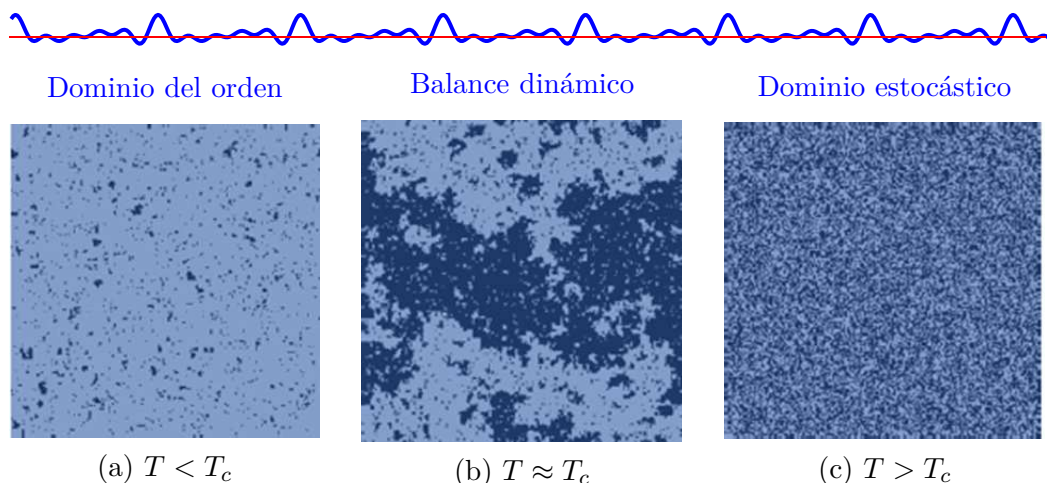 Dominio del orden
Balance dinámico
Dominio estocástico
(a) T < T_c
(b) T ≈ T_c
(c) T > T_c